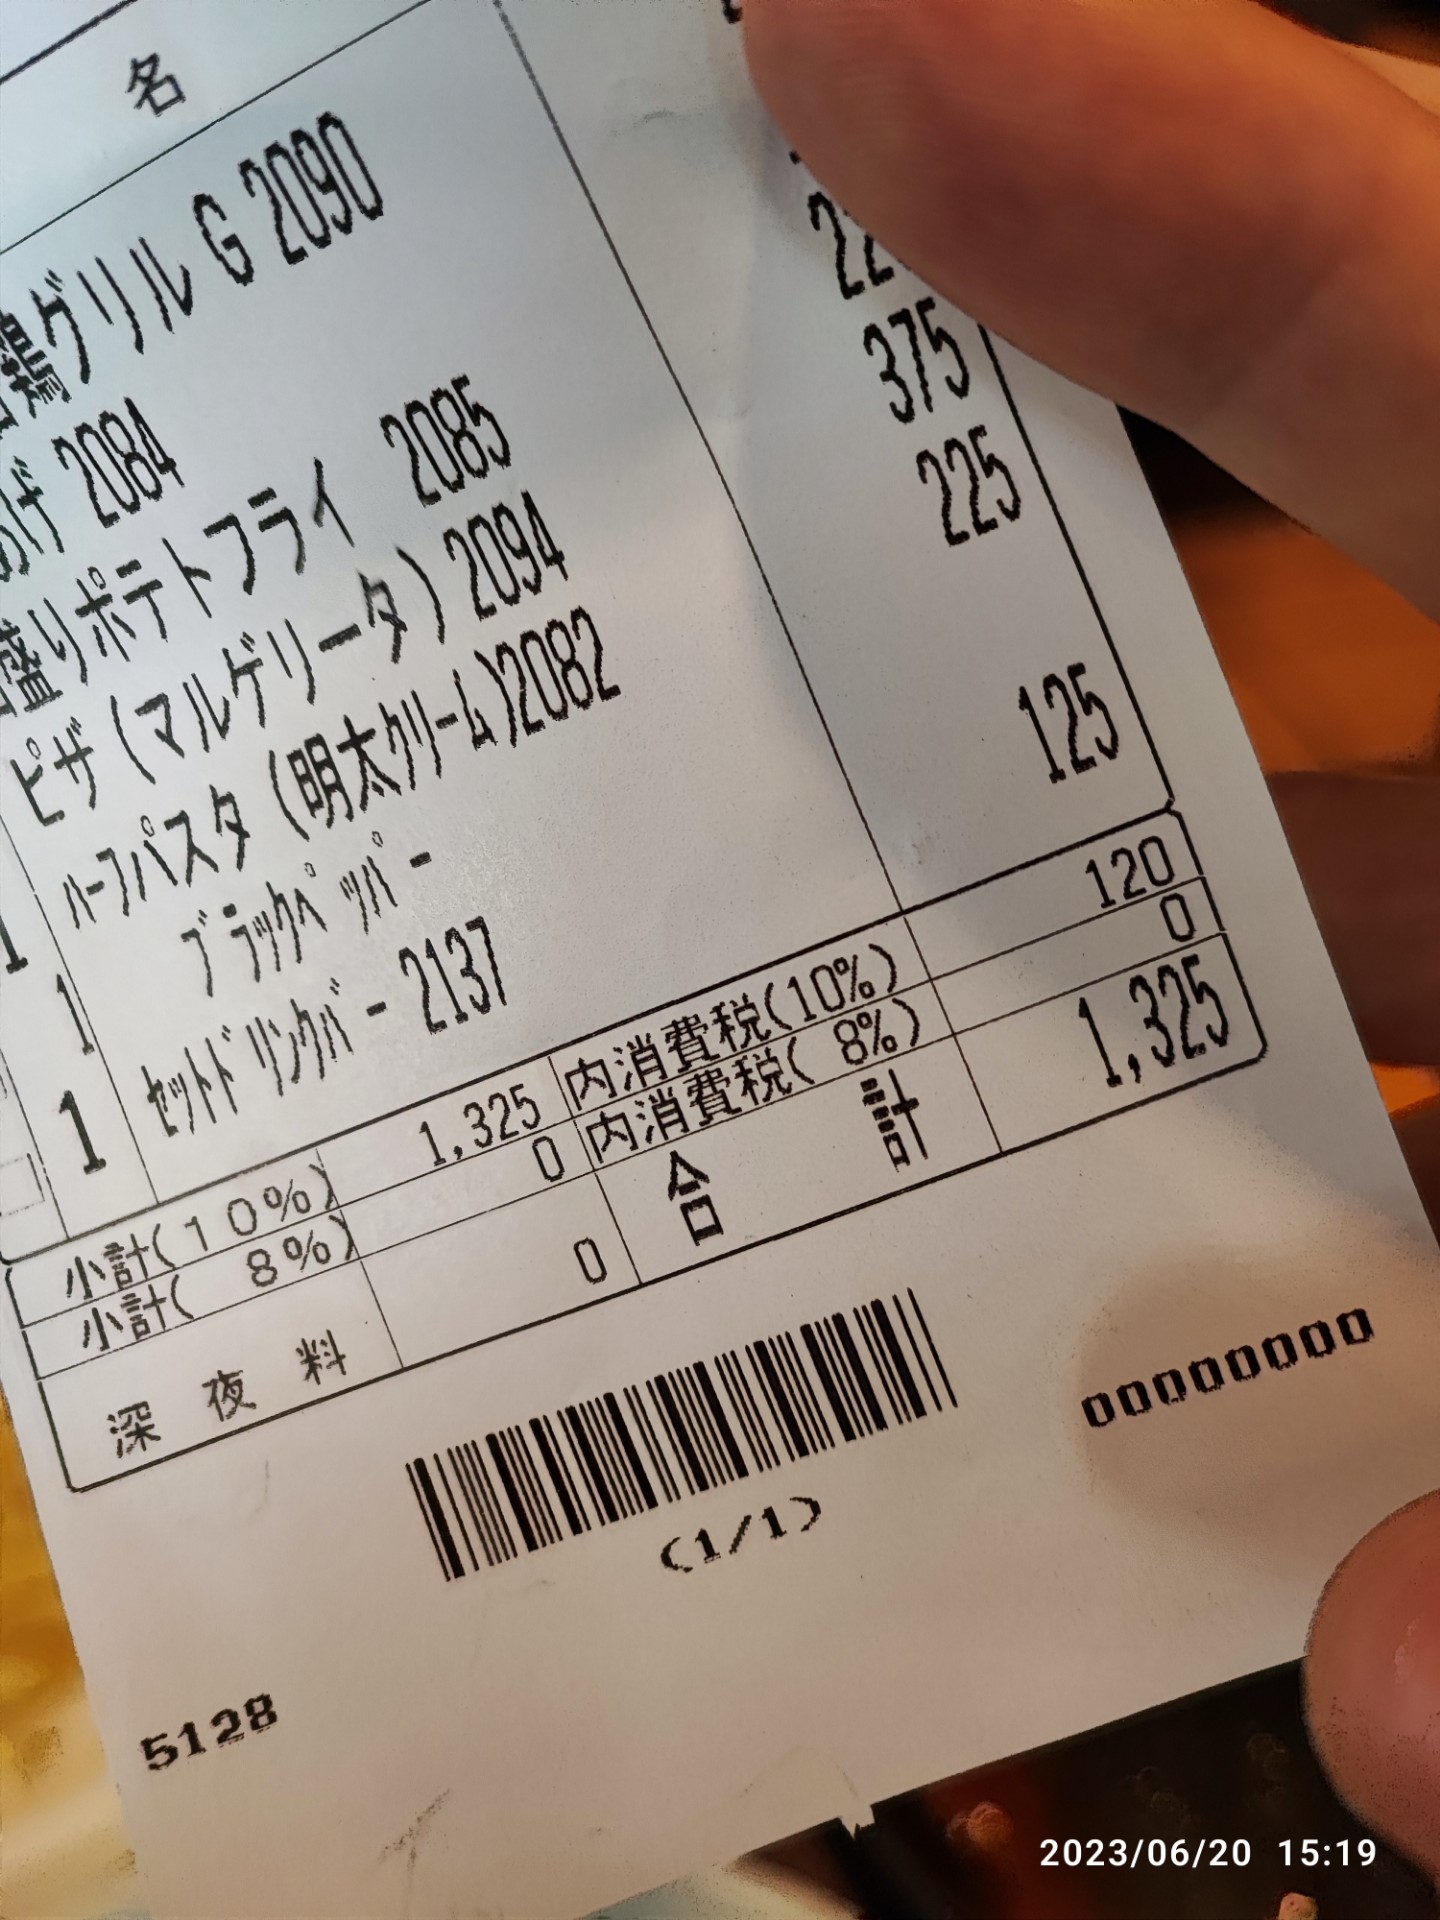 名
鶏グリル G 2090
あげ 2084
盛りポテトフライ 2085
375
ピザ (マルゲリータ) 2094
225
1 ハーフパスタ (明太クリーム)2082
1 ブラックペッパー
125
1 セットドリンクバー 2137
小計(10%) 1,325 内消費税(10%) 120
小計( 8%) 0 内消費税( 8%) 0
深夜料 0 合計 1,325
(1/1)
00000000
5128
2023/06/20 15:19